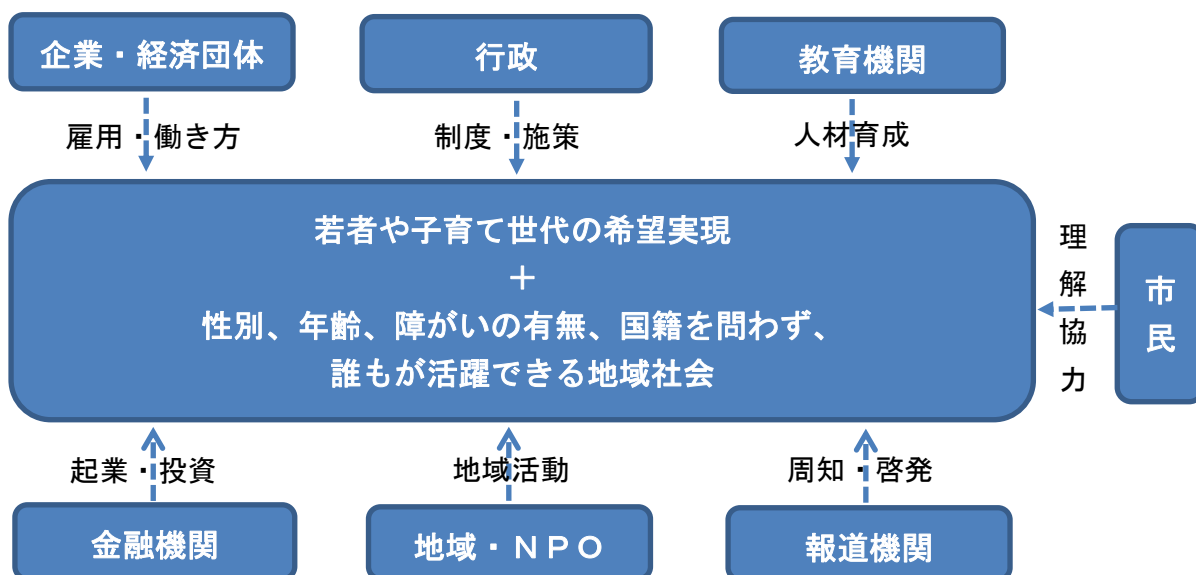 企業・経済団体
行政
教育機関
雇用・働き方
制度・施策
人材育成
若者や子育て世代の希望実現
＋
性別、年齢、障がいの有無、国籍を問わず、
誰もが活躍できる地域社会
理解協力
市民
起業・投資
地域活動
周知・啓発
金融機関
地域・ＮＰＯ
報道機関